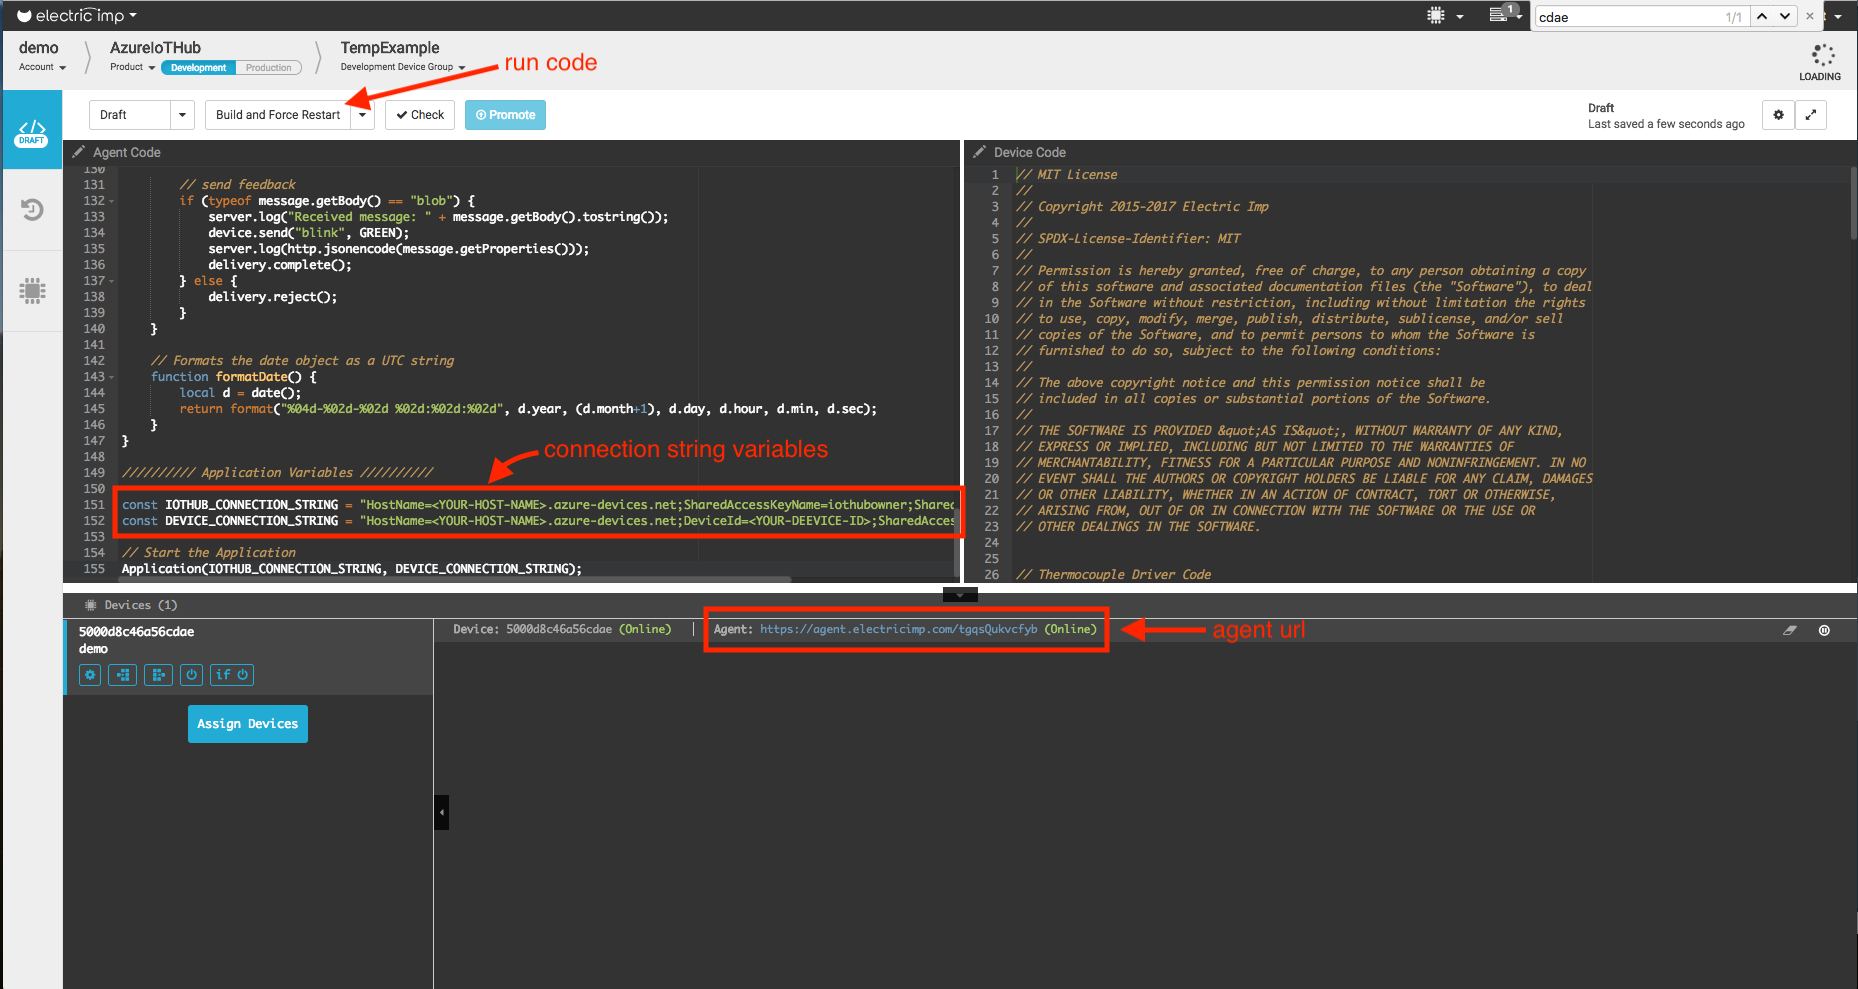 electric imp
1
cdae
1/1
demo
Account
AzureIoTHub
Product
Development
Production
TempExample
Development Device Group
run code
LOADING
Draft
Build and Force Restart
Check
Promote
Draft
Last saved a few seconds ago
DRAFT
Agent Code
130
131 // send feedback
132 if (typeof message.getBody() == "blob") {
133 server.log("Received message: " + message.getBody().tostring());
134 device.send("blink", GREEN);
135 server.log(http.jsonencode(message.getProperties()));
136 delivery.complete();
137 } else {
138 delivery.reject();
139 }
140 }
141
142 // Formats the date object as a UTC string
143 function formatDate() {
144 local d = date();
145 return format("%04d-%02d-%02d %02d:%02d:%02d", d.year, (d.month+1), d.day, d.hour, d.min, d.sec);
146 }
147 }
148
connection string variables
149 ////////// Application Variables //////////
150
151 const IOTHUB_CONNECTION_STRING = "HostName=<YOUR-HOST-NAME>.azure-devices.net;SharedAccessKeyName=iothubowner;Shared
152 const DEVICE_CONNECTION_STRING = "HostName=<YOUR-HOST-NAME>.azure-devices.net;DeviceId=<YOUR-DEEVICE-ID>;SharedAcces
153
154 // Start the Application
155 Application(IOTHUB_CONNECTION_STRING, DEVICE_CONNECTION_STRING);
Device Code
1 // MIT License
2 //
3 // Copyright 2015-2017 Electric Imp
4 //
5 // SPDX-License-Identifier: MIT
6 //
7 // Permission is hereby granted, free of charge, to any person obtaining a copy
8 // of this software and associated documentation files (the "Software"), to deal
9 // in the Software without restriction, including without limitation the rights
10 // to use, copy, modify, merge, publish, distribute, sublicense, and/or sell
11 // copies of the Software, and to permit persons to whom the Software is
12 // furnished to do so, subject to the following conditions:
13 //
14 // The above copyright notice and this permission notice shall be
15 // included in all copies or substantial portions of the Software.
16 //
17 // THE SOFTWARE IS PROVIDED &quot;AS IS&quot;, WITHOUT WARRANTY OF ANY KIND,
18 // EXPRESS OR IMPLIED, INCLUDING BUT NOT LIMITED TO THE WARRANTIES OF
19 // MERCHANTABILITY, FITNESS FOR A PARTICULAR PURPOSE AND NONINFRINGEMENT. IN NO
20 // EVENT SHALL THE AUTHORS OR COPYRIGHT HOLDERS BE LIABLE FOR ANY CLAIM, DAMAGES
21 // OR OTHER LIABILITY, WHETHER IN AN ACTION OF CONTRACT, TORT OR OTHERWISE,
22 // ARISING FROM, OUT OF OR IN CONNECTION WITH THE SOFTWARE OR THE USE OR
23 // OTHER DEALINGS IN THE SOFTWARE.
24
25
26 // Thermocouple Driver Code
Devices (1)
5000d8c46a56cdae
demo
if
Assign Devices
Device: 5000d8c46a56cdae (Online) | Agent: https://agent.electricimp.com/tgqsQukvcfyb (Online)
agent url